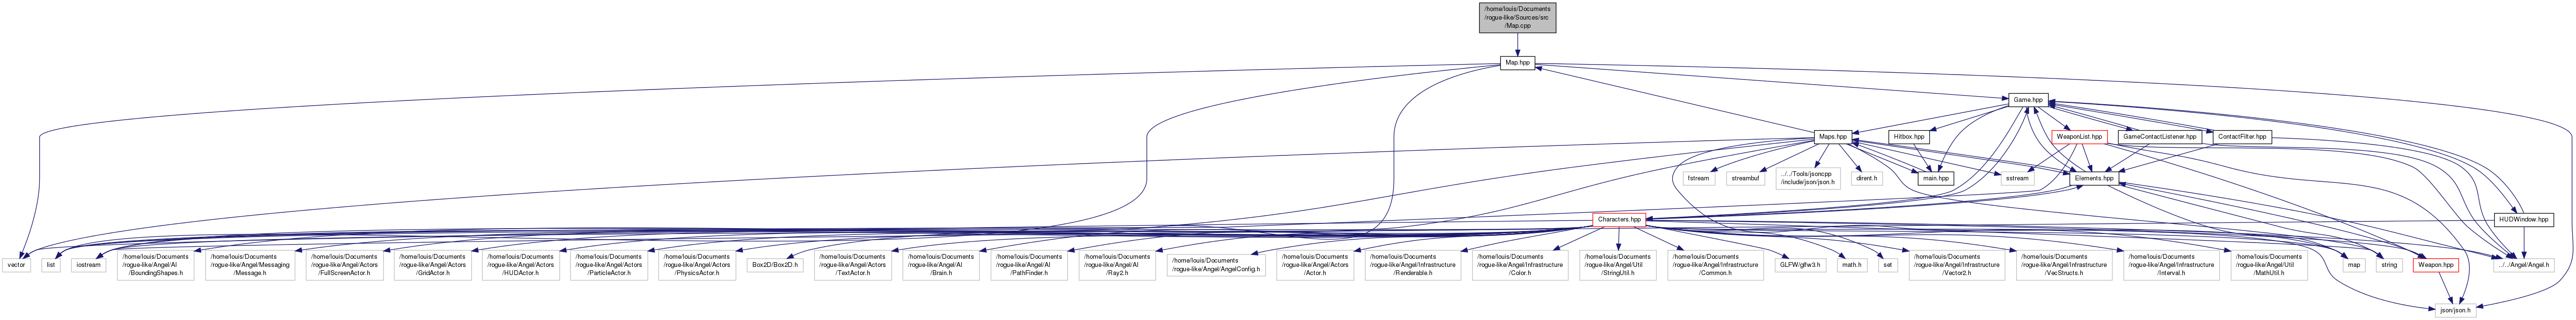 /home/louis/Documents
/rogue-like/Sources/src
/Map.cpp
Map.hpp
Game.hpp
Maps.hpp
Hitbox.hpp
WeaponList.hpp
GameContactListener.hpp
ContactFilter.hpp
fstream
streambuf
../../Tools/jsoncpp
/include/json/json.h
dirent.h
main.hpp
sstream
Elements.hpp
Characters.hpp
HUDWindow.hpp
vector
list
iostream
/home/louis/Documents
/rogue-like/Angel/AI
/BoundingShapes.h
/home/louis/Documents
/rogue-like/Angel/Messaging
/Message.h
/home/louis/Documents
/rogue-like/Angel/Actors
/FullScreenActor.h
/home/louis/Documents
/rogue-like/Angel/Actors
/GridActor.h
/home/louis/Documents
/rogue-like/Angel/Actors
/HUDActor.h
/home/louis/Documents
/rogue-like/Angel/Actors
/ParticleActor.h
/home/louis/Documents
/rogue-like/Angel/Actors
/PhysicsActor.h
Box2D/Box2D.h
/home/louis/Documents
/rogue-like/Angel/Actors
/TextActor.h
/home/louis/Documents
/rogue-like/Angel/AI
/Brain.h
/home/louis/Documents
/rogue-like/Angel/AI
/PathFinder.h
/home/louis/Documents
/rogue-like/Angel/AI
/Ray2.h
/home/louis/Documents
/rogue-like/Angel/AngelConfig.h
/home/louis/Documents
/rogue-like/Angel/Actors
/Actor.h
/home/louis/Documents
/rogue-like/Angel/Infrastructure
/Renderable.h
/home/louis/Documents
/rogue-like/Angel/Infrastructure
/Color.h
/home/louis/Documents
/rogue-like/Angel/Util
/StringUtil.h
/home/louis/Documents
/rogue-like/Angel/Infrastructure
/Common.h
GLFW/glfw3.h
math.h
set
/home/louis/Documents
/rogue-like/Angel/Infrastructure
/Vector2.h
/home/louis/Documents
/rogue-like/Angel/Infrastructure
/VecStructs.h
/home/louis/Documents
/rogue-like/Angel/Infrastructure
/Interval.h
/home/louis/Documents
/rogue-like/Angel/Util
/MathUtil.h
map
string
Weapon.hpp
../../Angel/Angel.h
json/json.h